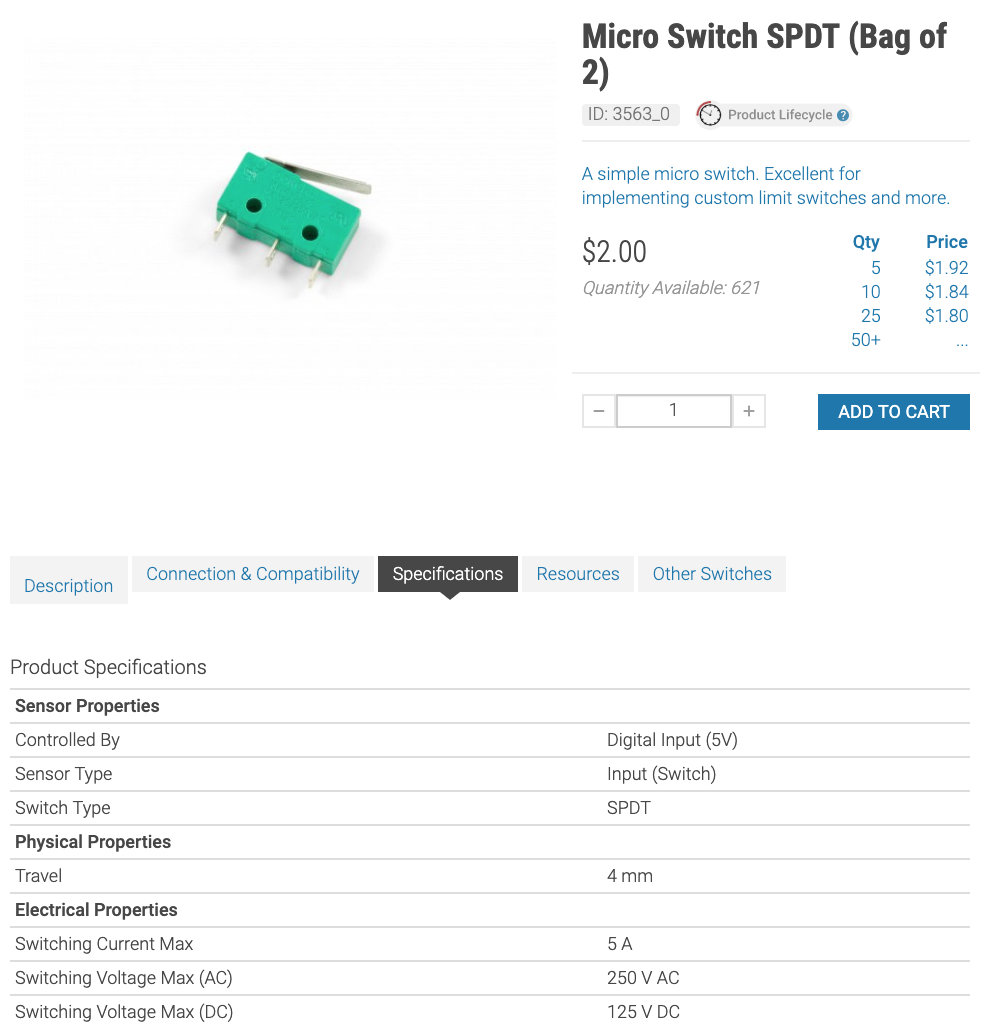 Micro Switch SPDT (Bag of
2)
ID: 3563_0
Product Lifecycle ?
A simple micro switch. Excellent for
implementing custom limit switches and more.
$2.00
Quantity Available: 621
Qty Price
5 $1.92
10 $1.84
25 $1.80
50+ ...
− 1 +
ADD TO CART
Description
Connection & Compatibility
Specifications
Resources
Other Switches
Product Specifications
Sensor Properties
Controlled By Digital Input (5V)
Sensor Type Input (Switch)
Switch Type SPDT
Physical Properties
Travel 4 mm
Electrical Properties
Switching Current Max 5 A
Switching Voltage Max (AC) 250 V AC
Switching Voltage Max (DC) 125 V DC